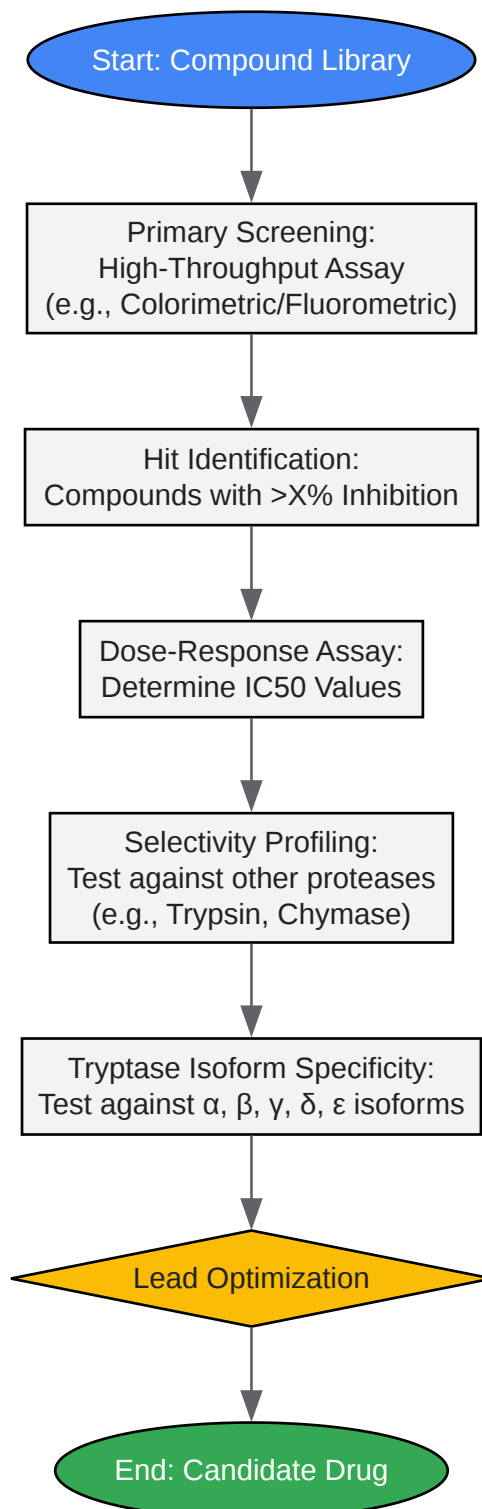 Start: Compound Library
Primary Screening:
High-Throughput Assay
(e.g., Colorimetric/Fluorometric)
Hit Identification:
Compounds with >X% Inhibition
Dose-Response Assay:
Determine IC50 Values
Selectivity Profiling:
Test against other proteases
(e.g., Trypsin, Chymase)
Tryptase Isoform Specificity:
Test against α, β, γ, δ, ε isoforms
Lead Optimization
End: Candidate Drug